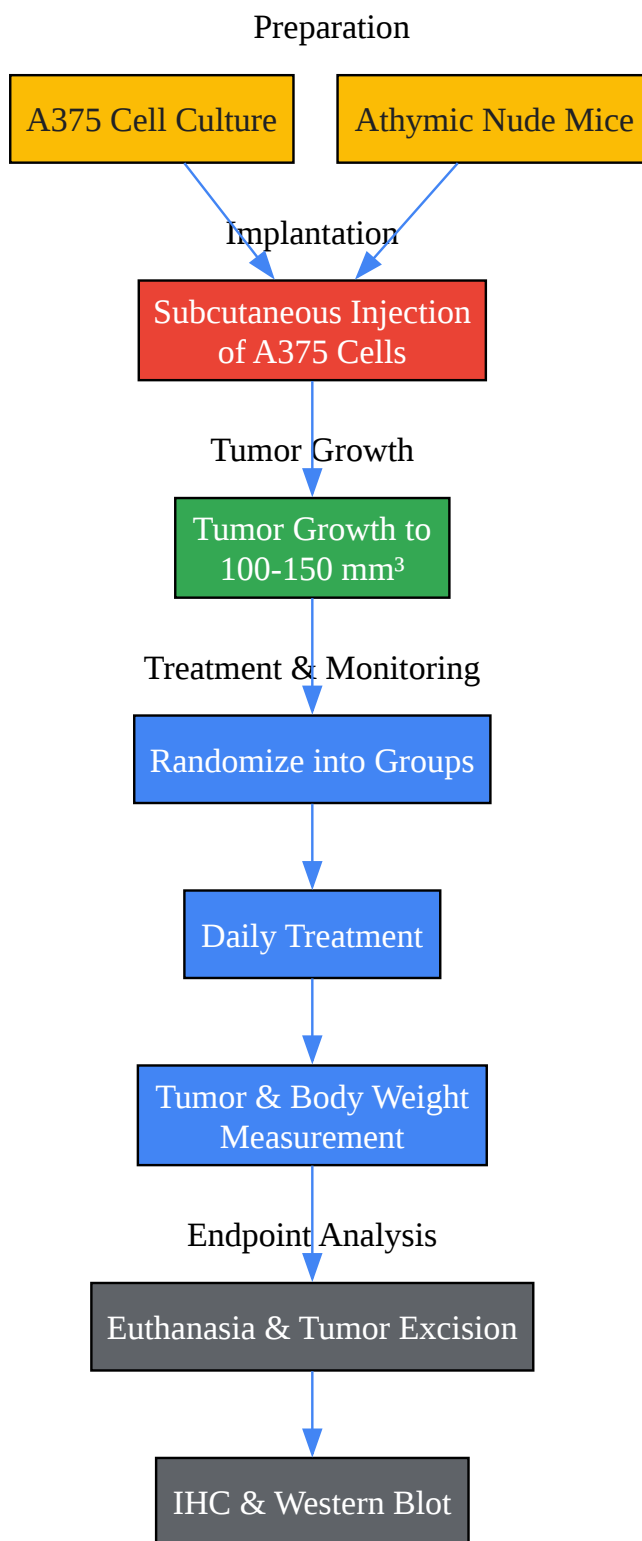 Preparation
A375 Cell Culture
Athymic Nude Mice
Implantation
Subcutaneous Injection
of A375 Cells
Tumor Growth
Tumor Growth to
100-150 mm³
Treatment & Monitoring
Randomize into Groups
Daily Treatment
Tumor & Body Weight
Measurement
Endpoint Analysis
Euthanasia & Tumor Excision
IHC & Western Blot